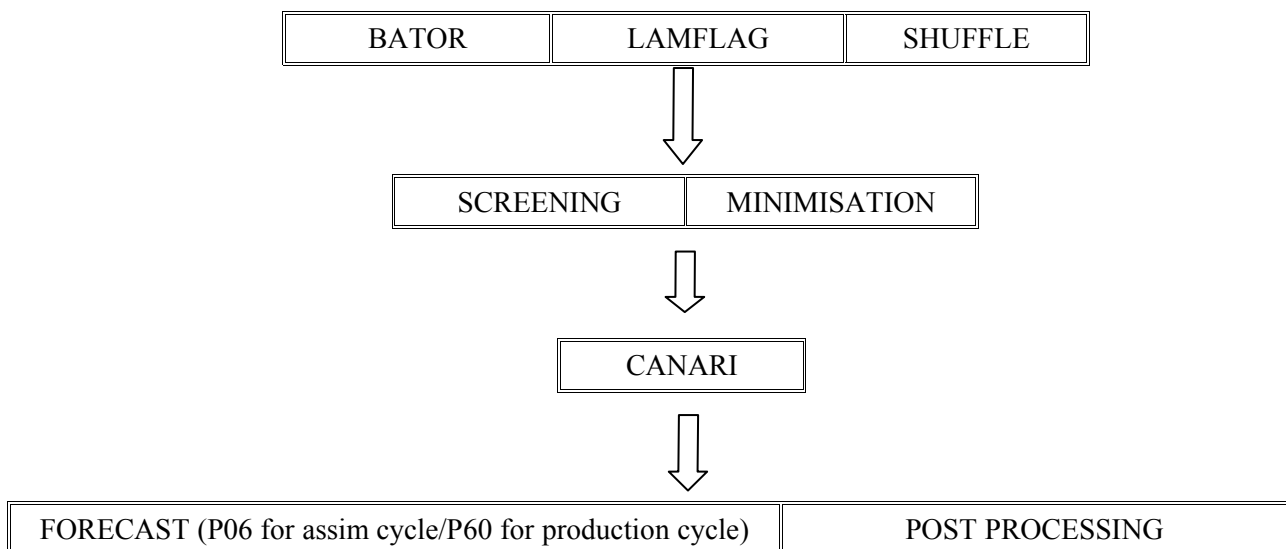 BATOR LAMFLAG SHUFFLE
SCREENING MINIMISATION
CANARI
FORECAST (P06 for assim cycle/P60 for production cycle) POST PROCESSING